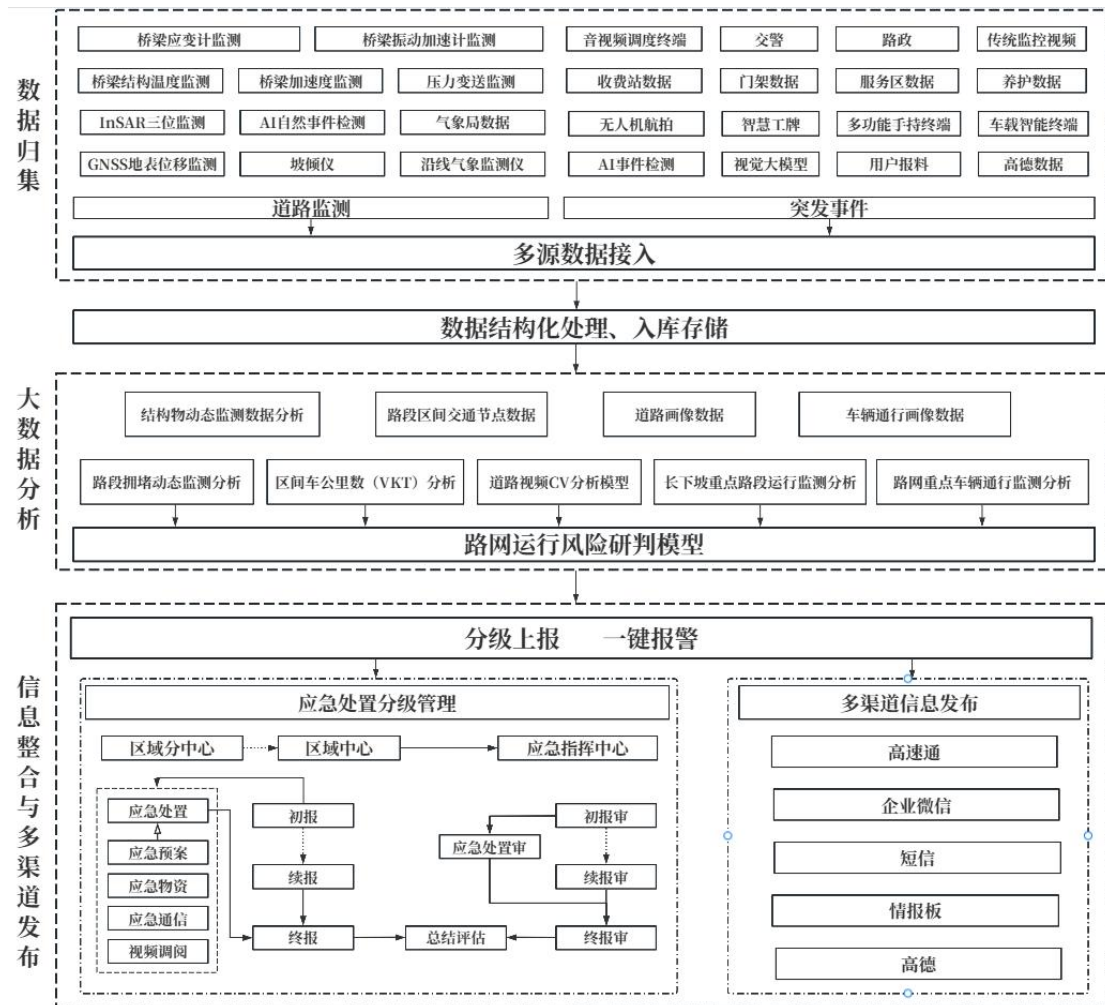 数据归集
桥梁应变计监测
桥梁振动加速计监测
桥梁结构温度监测
桥梁加速度监测
压力变送监测
InSAR三位监测
AI自然事件检测
气象局数据
GNSS地表位移监测
坡倾仪
沿线气象监测仪
道路监测
音视频调度终端
交警
路政
传统监控视频
收费站数据
门架数据
服务区数据
养护数据
无人机航拍
智慧工牌
多功能手持终端
车载智能终端
AI事件检测
视觉大模型
用户报料
高德数据
突发事件
多源数据接入
数据结构化处理、入库存储
大数据分析
结构物动态监测数据分析
路段区间交通节点数据
道路画像数据
车辆通行画像数据
路段拥堵动态监测分析
区间车公里数（VKT）分析
道路视频CV分析模型
长下坡重点路段运行监测分析
路网重点车辆通行监测分析
路网运行风险研判模型
信息整合与多渠道发布
分级上报 一键报警
应急处置分级管理
区域分中心
区域中心
应急指挥中心
应急处置
应急预案
应急物资
应急通信
视频调阅
初报
续报
终报
总结评估
应急处置审
初报审
续报审
终报审
多渠道信息发布
高速通
企业微信
短信
情报板
高德